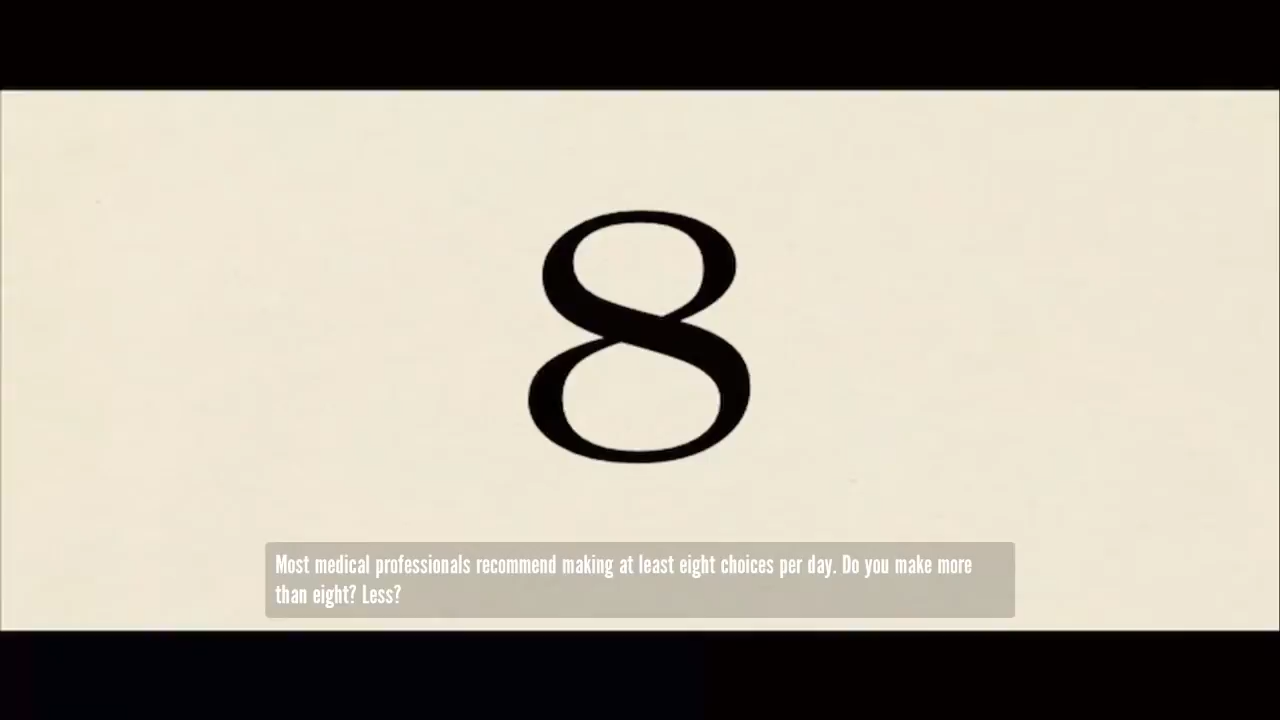 8
Most medical professionals recommend making at least eight choices per day. Do you make more
than eight? Less?